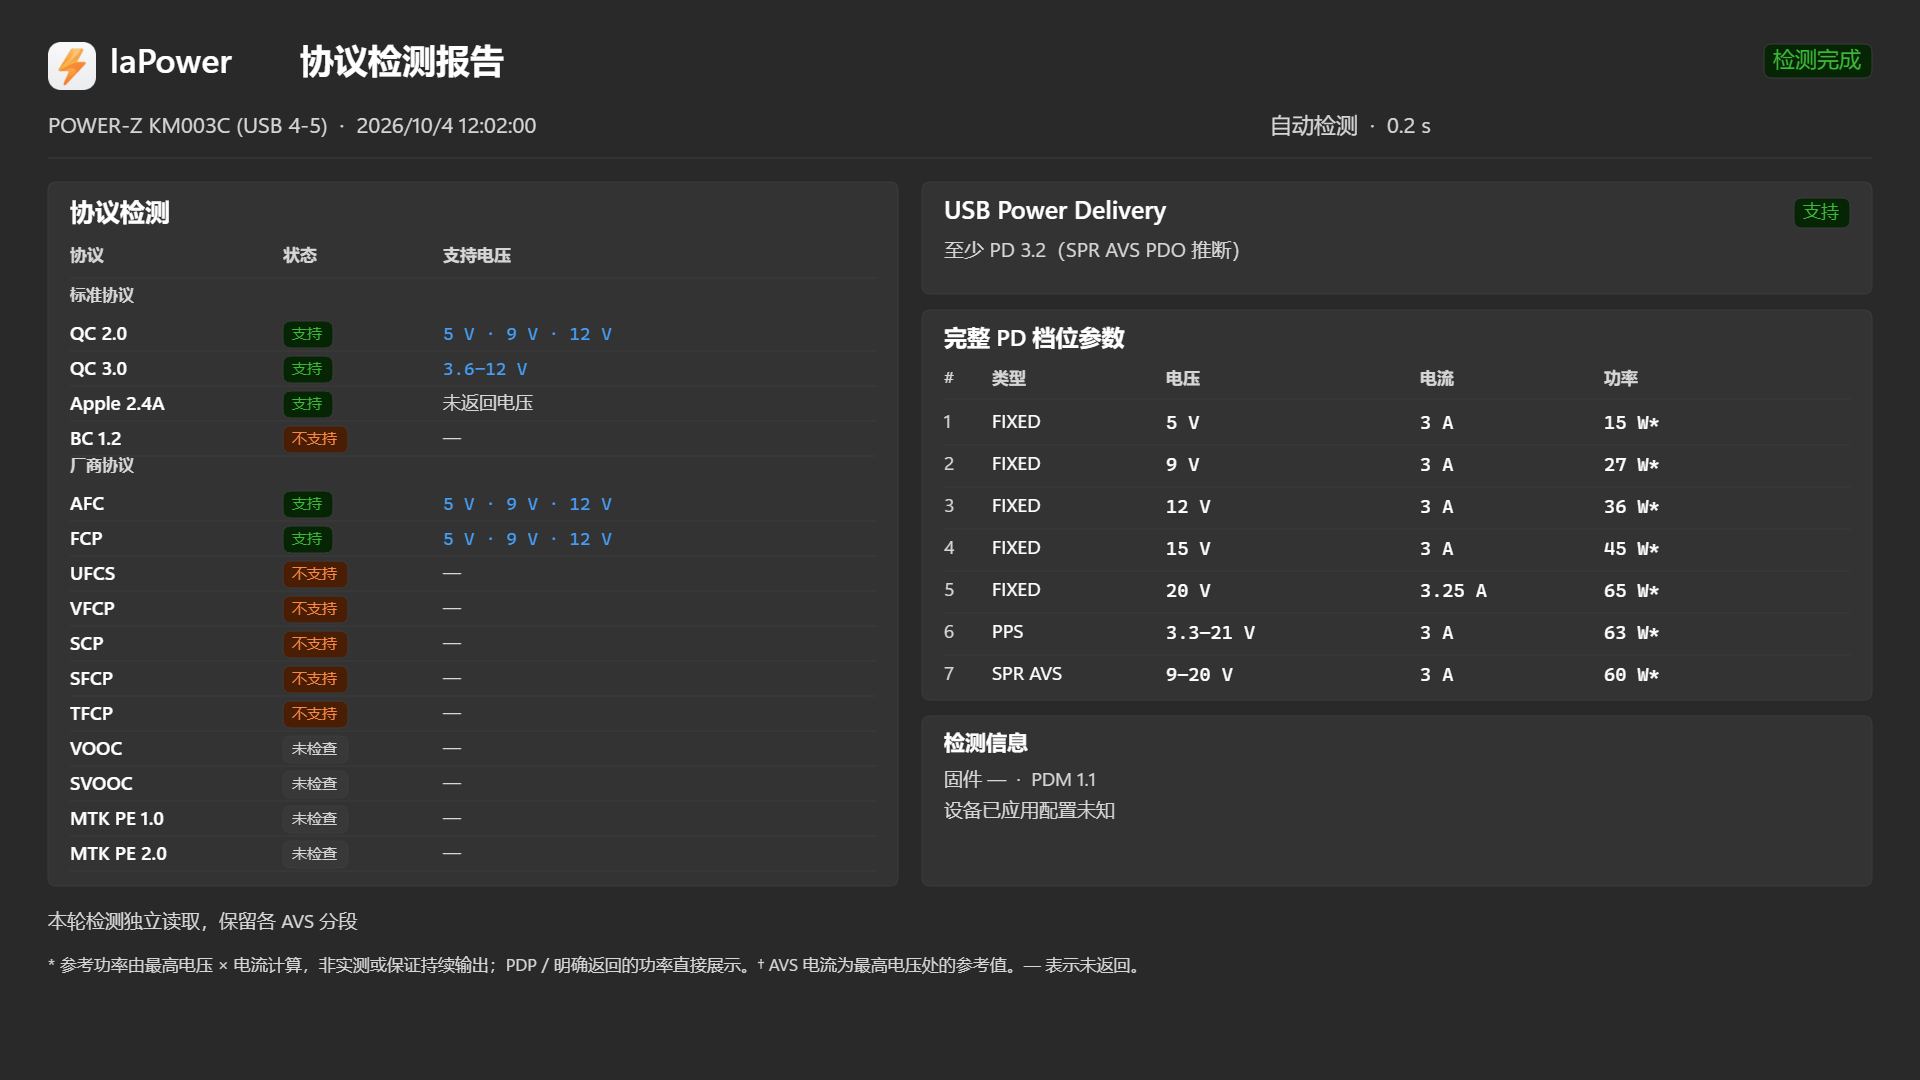 laPower 协议检测报告 检测完成
POWER-Z KM003C (USB 4-5) · 2026/10/4 12:02:00 自动检测 · 0.2 s
协议检测
协议 状态 支持电压
标准协议
QC 2.0 支持 5 V · 9 V · 12 V
QC 3.0 支持 3.6–12 V
Apple 2.4A 支持 未返回电压
BC 1.2 不支持 —
厂商协议
AFC 支持 5 V · 9 V · 12 V
FCP 支持 5 V · 9 V · 12 V
UFCS 不支持 —
VFCP 不支持 —
SCP 不支持 —
SFCP 不支持 —
TFCP 不支持 —
VOOC 未检查 —
SVOOC 未检查 —
MTK PE 1.0 未检查 —
MTK PE 2.0 未检查 —
USB Power Delivery 支持
至少 PD 3.2（SPR AVS PDO 推断）
完整 PD 档位参数
# 类型 电压 电流 功率
1 FIXED 5 V 3 A 15 W*
2 FIXED 9 V 3 A 27 W*
3 FIXED 12 V 3 A 36 W*
4 FIXED 15 V 3 A 45 W*
5 FIXED 20 V 3.25 A 65 W*
6 PPS 3.3–21 V 3 A 63 W*
7 SPR AVS 9–20 V 3 A 60 W*
检测信息
固件 — · PDM 1.1
设备已应用配置未知
本轮检测独立读取，保留各 AVS 分段
* 参考功率由最高电压 × 电流计算，非实测或保证持续输出；PDP / 明确返回的功率直接展示。† AVS 电流为最高电压处的参考值。— 表示未返回。